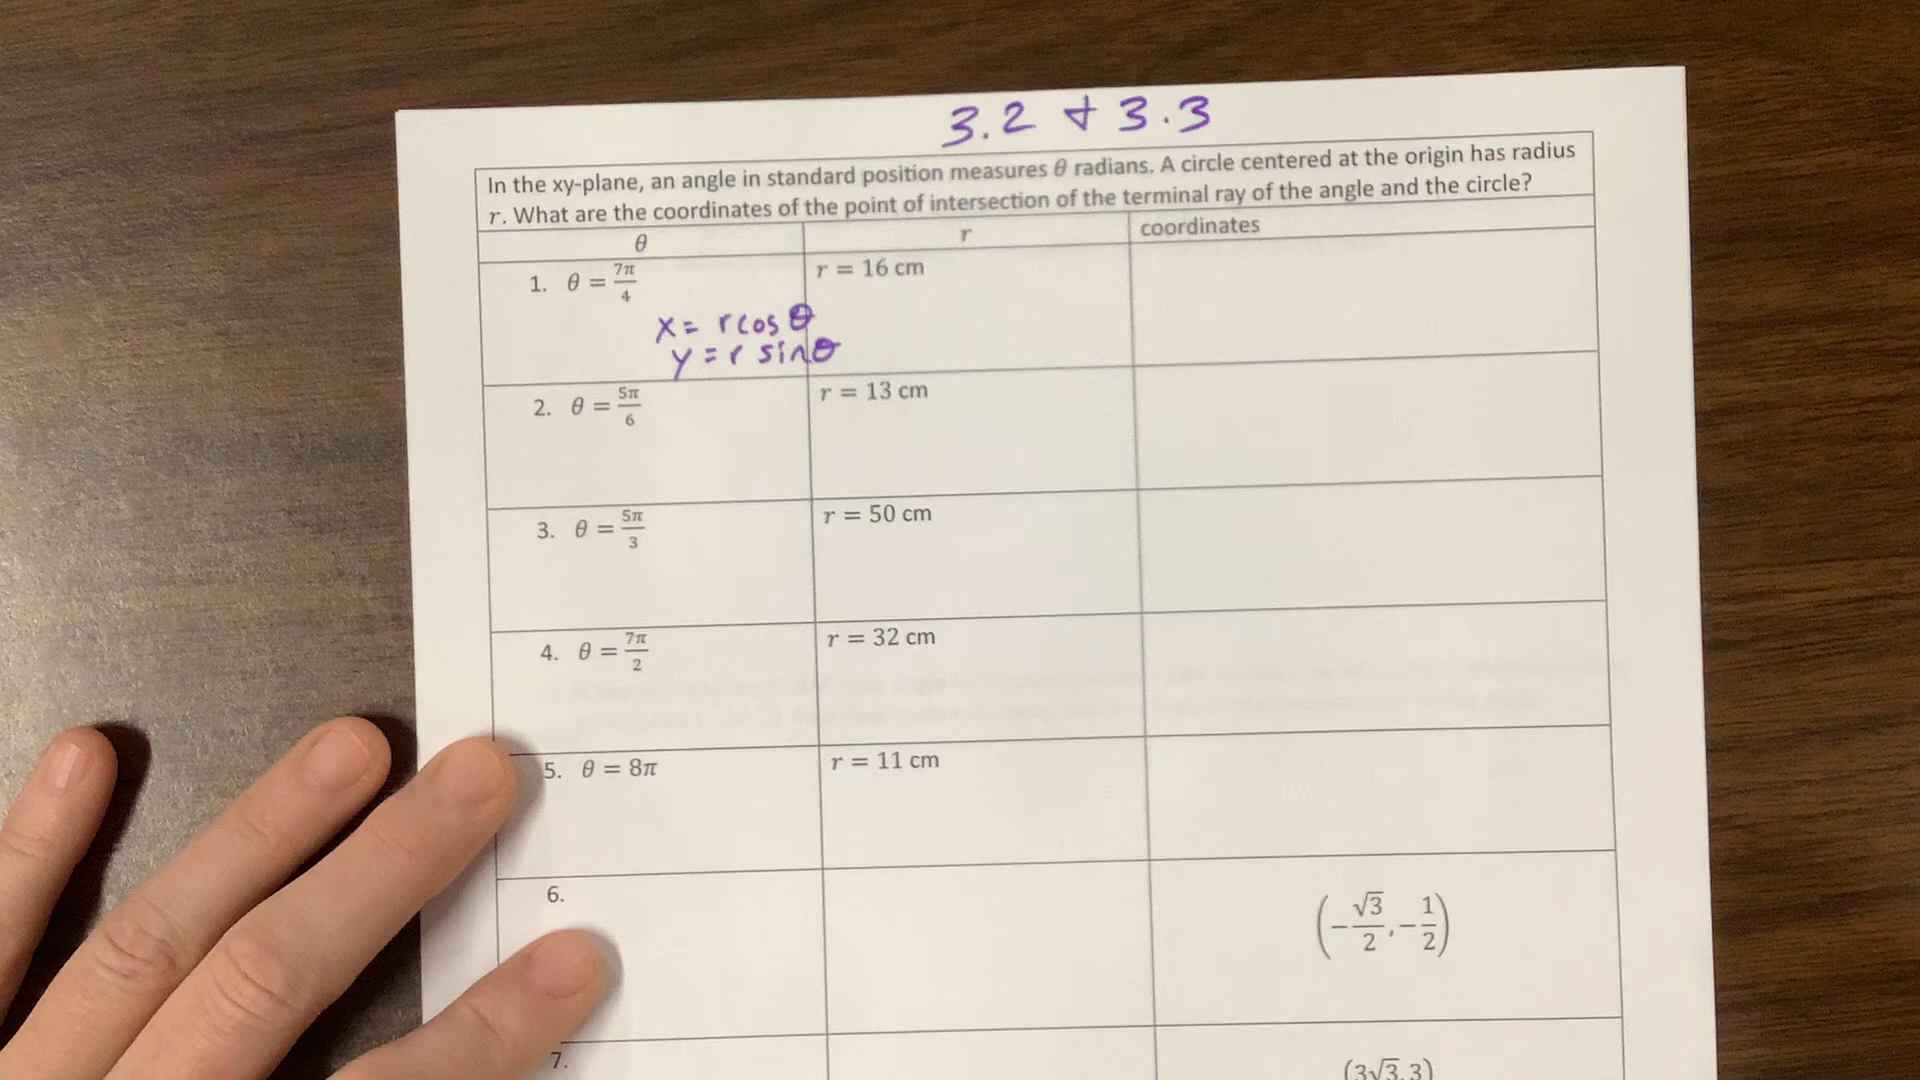 3.2 + 3.3
In the xy-plane, an angle in standard position measures θ radians. A circle centered at the origin has radius
r. What are the coordinates of the point of intersection of the terminal ray of the angle and the circle?
θ r coordinates
1. θ = 7π/4 r = 16 cm
x = r cos θ
y = r sin θ
2. θ = 5π/6 r = 13 cm
3. θ = 5π/3 r = 50 cm
4. θ = 7π/2 r = 32 cm
5. θ = 8π r = 11 cm
6. (-√3/2, -1/2)
7. (3√3, 3)